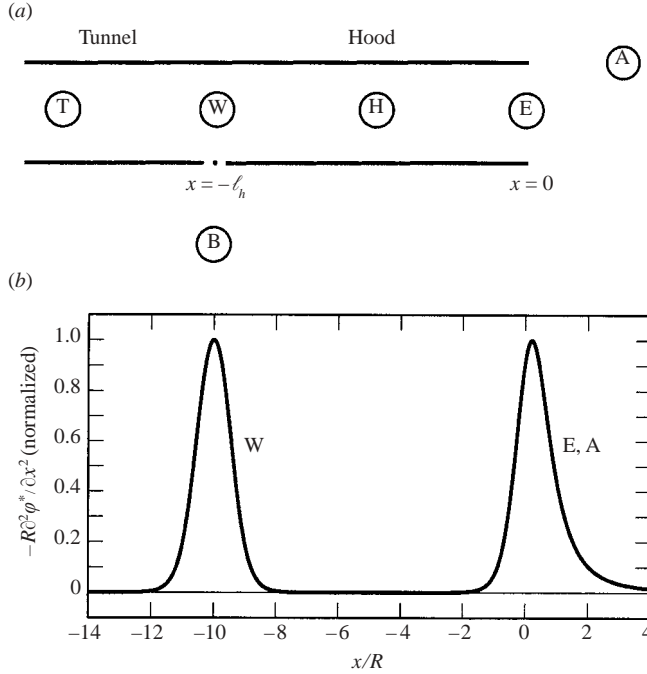 (a)
Tunnel Hood
A
T W H E
x = −ℓₕ x = 0
B
(b)
1.0
0.8
0.6
0.4
0.2
0
−R∂²φ*/∂x² (normalized)
W E, A
−14 −12 −10 −8 −6 −4 −2 0 2 4
x/R